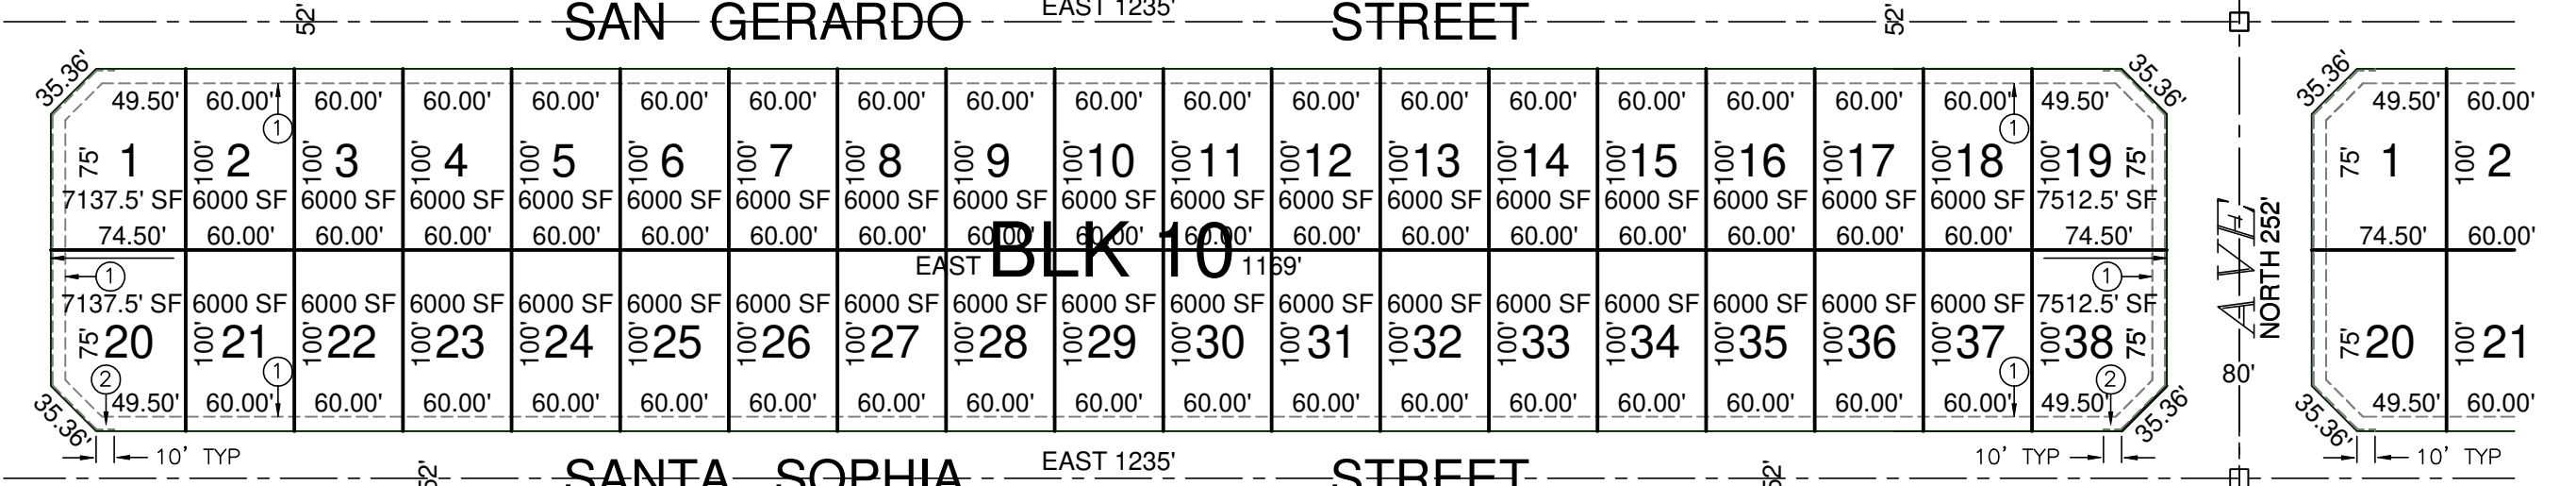 SAN GERARDO EAST 1235' STREET
52' 52'
35.36' 35.36' 35.36'
49.50' 60.00' 60.00' 60.00' 60.00' 60.00' 60.00' 60.00' 60.00' 60.00' 60.00' 60.00' 60.00' 60.00' 60.00' 60.00' 60.00' 60.00' 49.50' 49.50' 60.00'
1 1
75' 1 100' 2 100' 3 100' 4 100' 5 100' 6 100' 7 100' 8 100' 9 100' 10 100' 11 100' 12 100' 13 100' 14 100' 15 100' 16 100' 17 100' 18 100' 19 75' 75' 1 100' 2
7137.5' SF 6000 SF 6000 SF 6000 SF 6000 SF 6000 SF 6000 SF 6000 SF 6000 SF 6000 SF 6000 SF 6000 SF 6000 SF 6000 SF 6000 SF 6000 SF 6000 SF 6000 SF 7512.5' SF
74.50' 60.00' 60.00' 60.00' 60.00' 60.00' 60.00' 60.00' 60.00' 60.00' 60.00' 60.00' 60.00' 60.00' 60.00' 60.00' 60.00' 60.00' 74.50' 74.50' 60.00'
EAST BLK 10 1169'
1 1
AVE
NORTH 252'
7137.5' SF 6000 SF 6000 SF 6000 SF 6000 SF 6000 SF 6000 SF 6000 SF 6000 SF 6000 SF 6000 SF 6000 SF 6000 SF 6000 SF 6000 SF 6000 SF 6000 SF 6000 SF 7512.5' SF
75' 20 100' 21 100' 22 100' 23 100' 24 100' 25 100' 26 100' 27 100' 28 100' 29 100' 30 100' 31 100' 32 100' 33 100' 34 100' 35 100' 36 100' 37 100' 38 75' 75' 20 100' 21
2 1 1 2 80'
49.50' 60.00' 60.00' 60.00' 60.00' 60.00' 60.00' 60.00' 60.00' 60.00' 60.00' 60.00' 60.00' 60.00' 60.00' 60.00' 60.00' 60.00' 49.50' 49.50' 60.00'
35.36' 35.36' 35.36'
10' TYP 10' TYP 10' TYP
52' 52'
SANTA SOPHIA EAST 1235' STREET